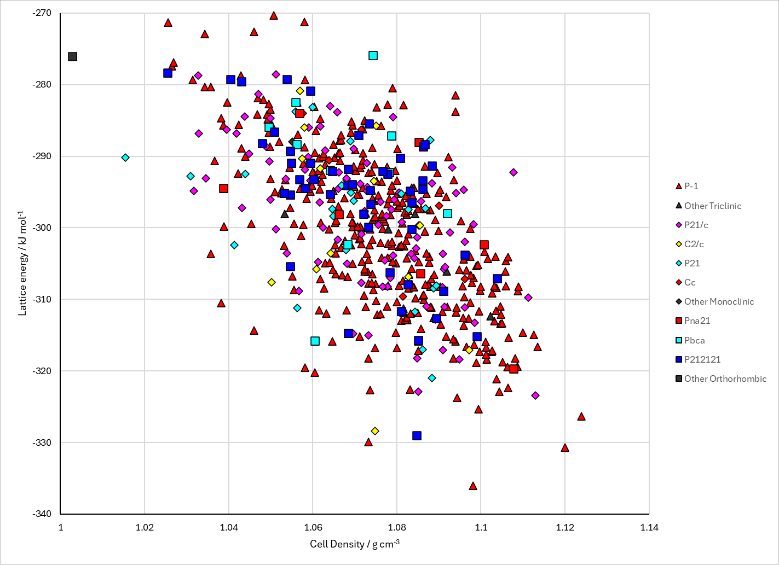 -270
-280
-290
-300
-310
-320
-330
-340
Lattice energy / kJ mol-1
1
1.02
1.04
1.06
1.08
1.1
1.12
1.14
Cell Density / g cm-3
P-1
Other Triclinic
P21/c
C2/c
P21
Cc
Other Monoclinic
Pna21
Pbca
P212121
Other Orthorhombic